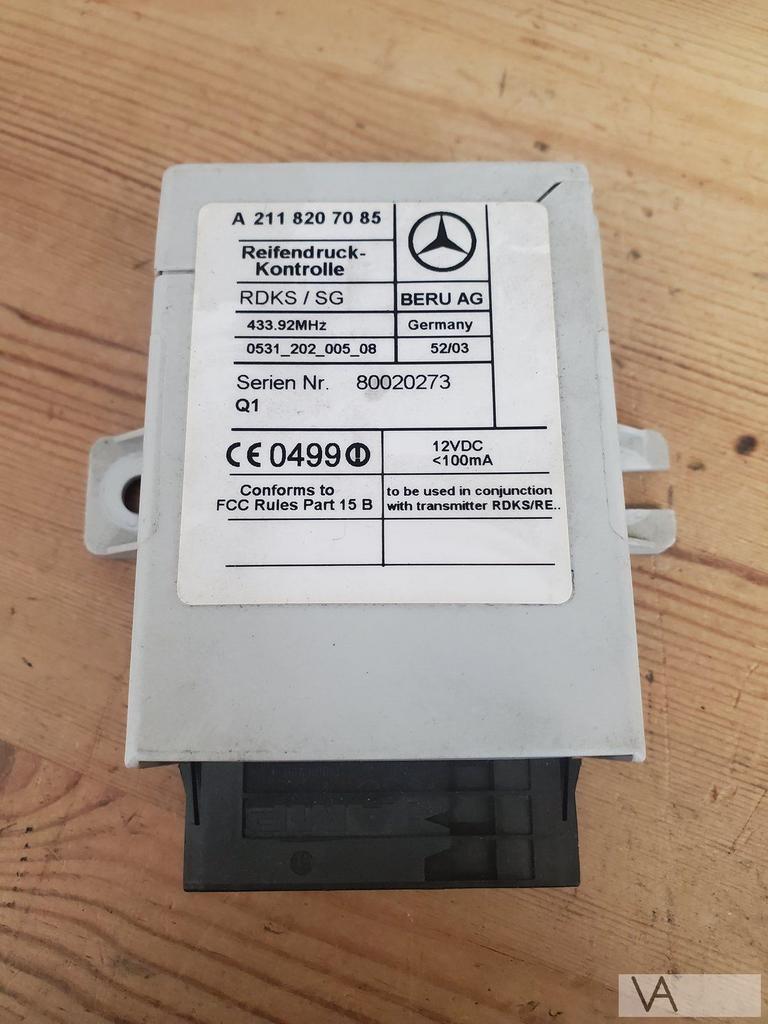 A 211 820 70 85
Reifendruck-
Kontrolle
RDKS / SG
BERU AG
433.92MHz
Germany
0531_202_005_08
52/03
Serien Nr. 80020273
Q1
CE 0499
12VDC
<100mA
Conforms to
FCC Rules Part 15 B
to be used in conjunction
with transmitter RDKS/RE..
VA